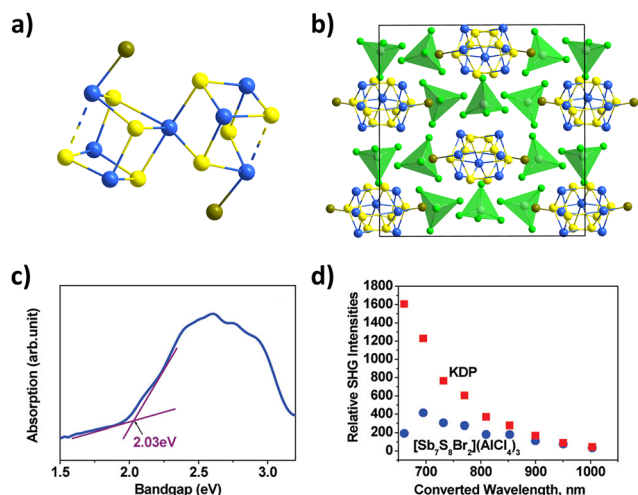 a)
b)
c)
Absorption (arb.unit)
2.03eV
1.5 2.0 2.5 3.0
Bandgap (eV)
d)
Relative SHG Intensities
1800
1600
1400
1200
1000
800
600
400
200
0
KDP
[Sb₇S₈Br₂](AlCl₄)₃
700 800 900 1000
Converted Wavelength, nm